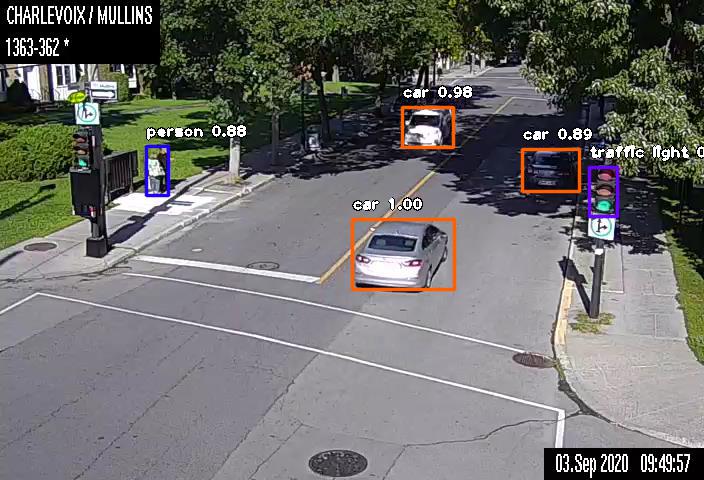 CHARLEVOIX / MULLINS
1363-362 *
car 0.98
person 0.88
car 0.89
traffic light 0
car 1.00
03.Sep 2020 09:49:57